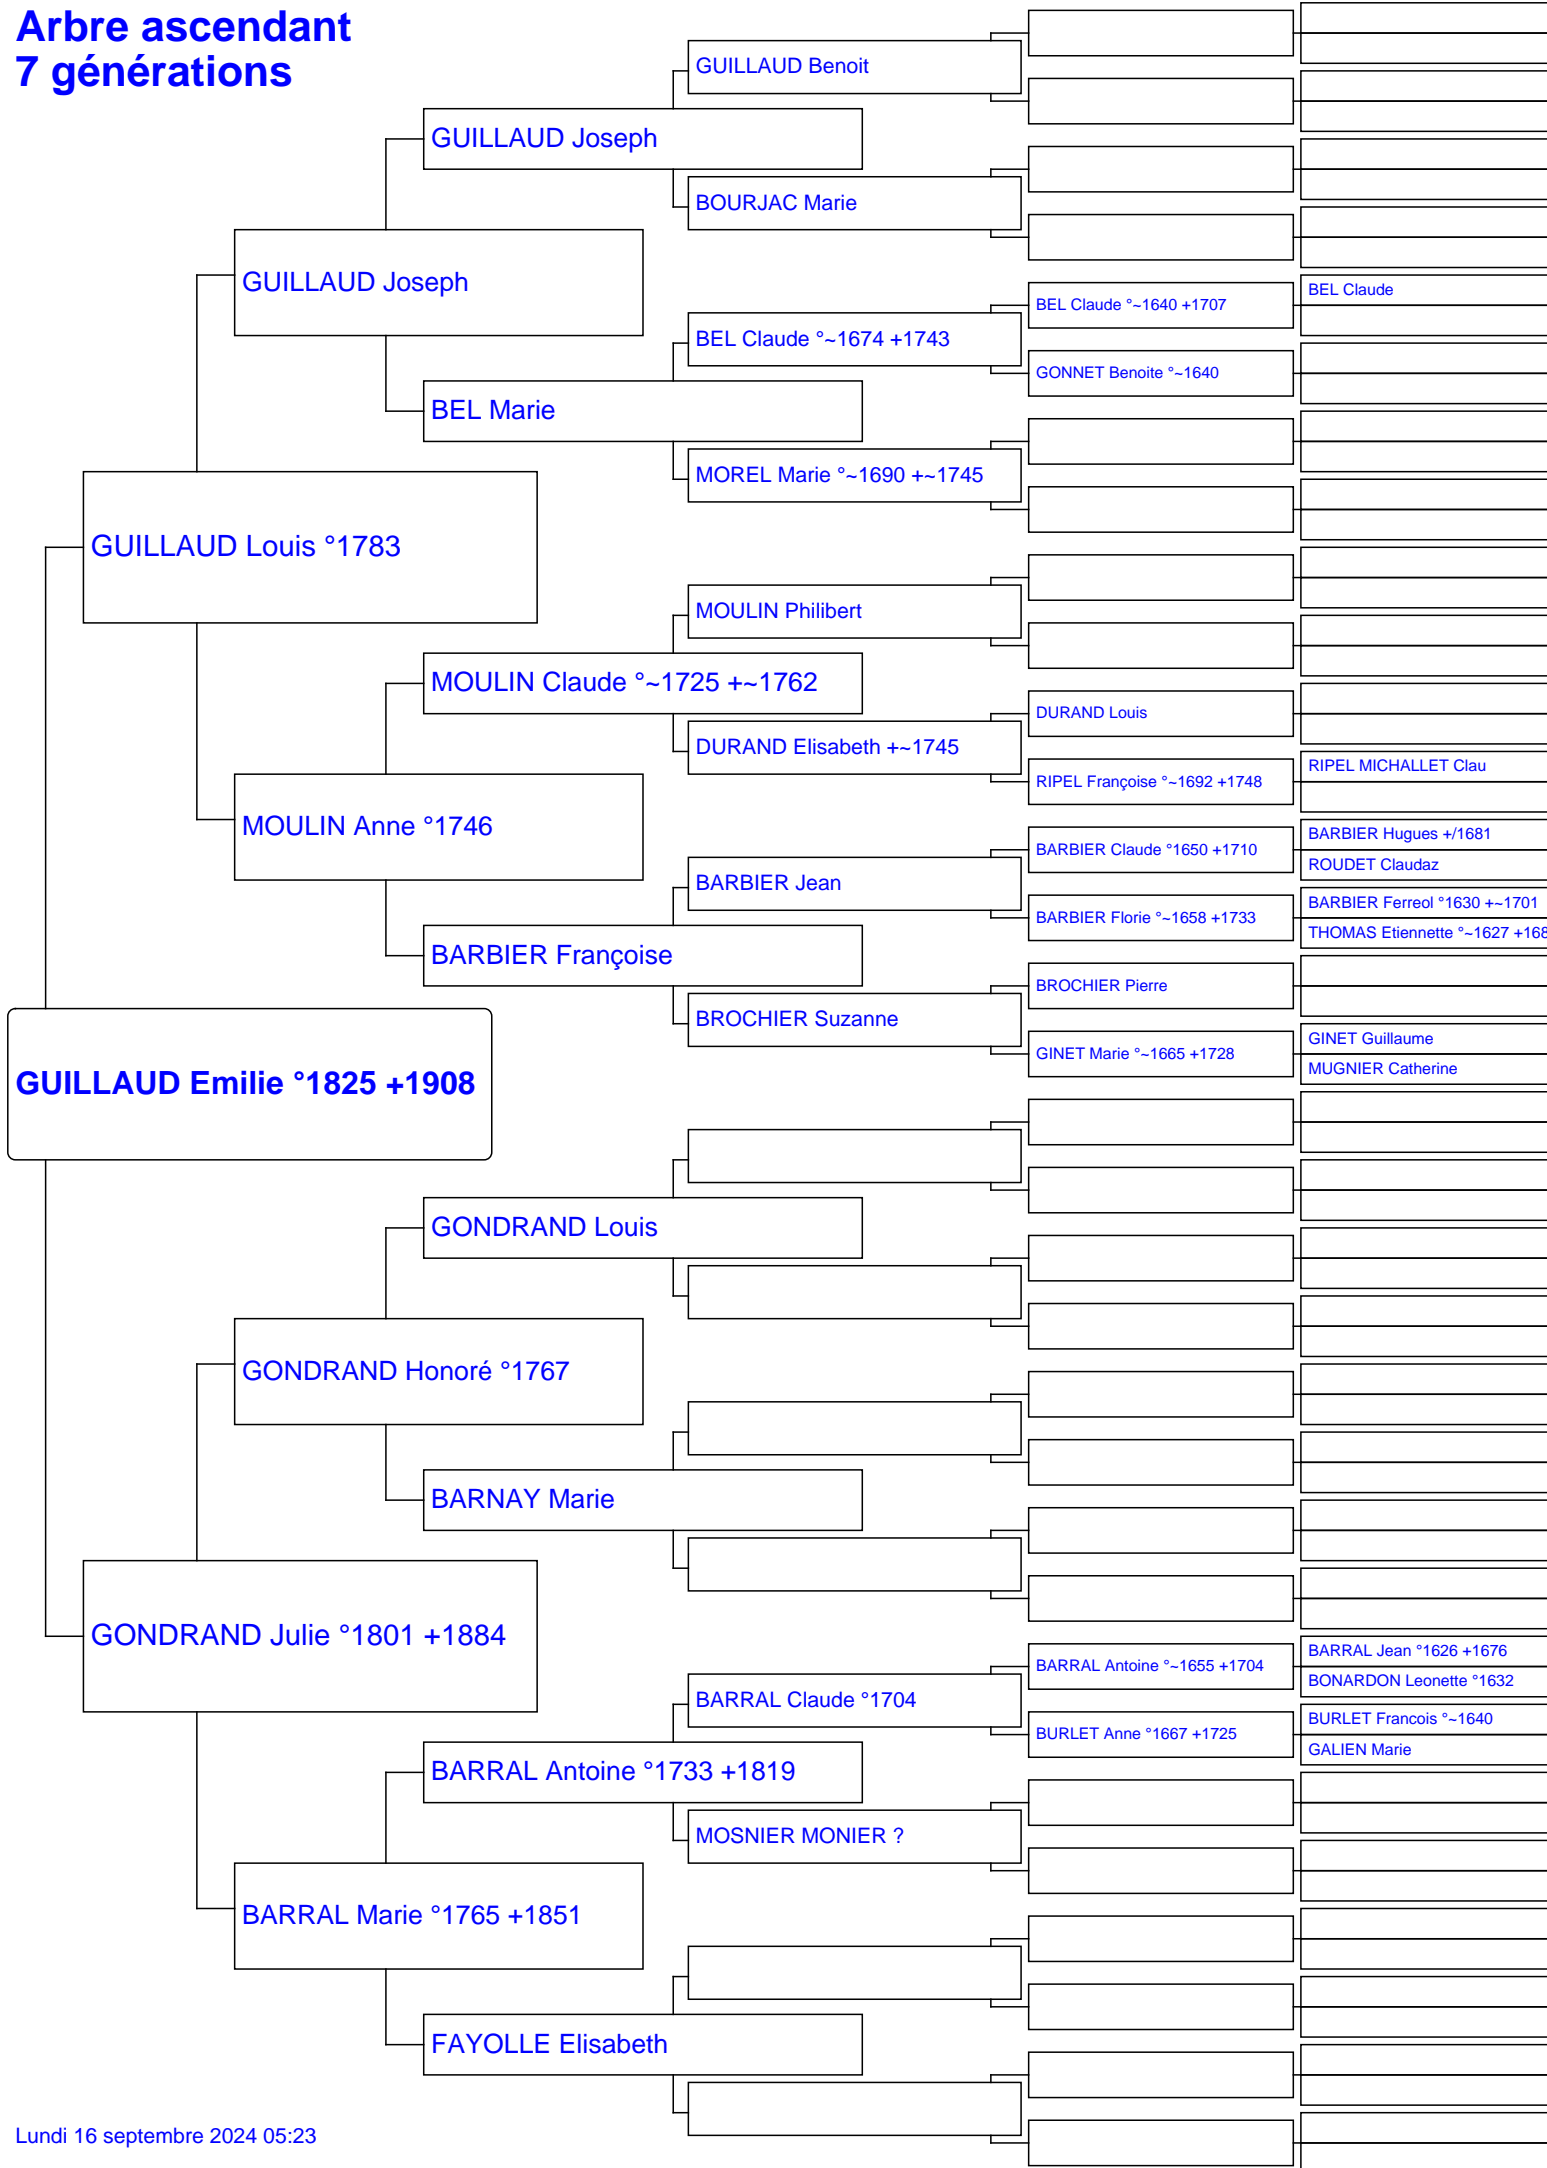 Arbre ascendant
7 générations
GUILLAUD Emilie °1825 +1908
GUILLAUD Louis °1783
GONDRAND Julie °1801 +1884
GUILLAUD Joseph
MOULIN Anne °1746
GONDRAND Honoré °1767
BARRAL Marie °1765 +1851
GUILLAUD Joseph
BEL Marie
MOULIN Claude °~1725 +~1762
BARBIER Françoise
GONDRAND Louis
BARNAY Marie
BARRAL Antoine °1733 +1819
FAYOLLE Elisabeth
GUILLAUD Benoit
BOURJAC Marie
BEL Claude °~1674 +1743
MOREL Marie °~1690 +~1745
MOULIN Philibert
DURAND Elisabeth +~1745
BARBIER Jean
BROCHIER Suzanne
BARRAL Claude °1704
MOSNIER MONIER ?
BEL Claude °~1640 +1707
GONNET Benoite °~1640
DURAND Louis
RIPEL Françoise °~1692 +1748
BARBIER Claude °1650 +1710
BARBIER Florie °~1658 +1733
BROCHIER Pierre
GINET Marie °~1665 +1728
BARRAL Antoine °~1655 +1704
BURLET Anne °1667 +1725
BEL Claude
RIPEL MICHALLET Clau
BARBIER Hugues +/1681
ROUDET Claudaz
BARBIER Ferreol °1630 +~1701
THOMAS Etiennette °~1627 +168
GINET Guillaume
MUGNIER Catherine
BARRAL Jean °1626 +1676
BONARDON Leonette °1632
BURLET Francois °~1640
GALIEN Marie
Lundi 16 septembre 2024 05:23